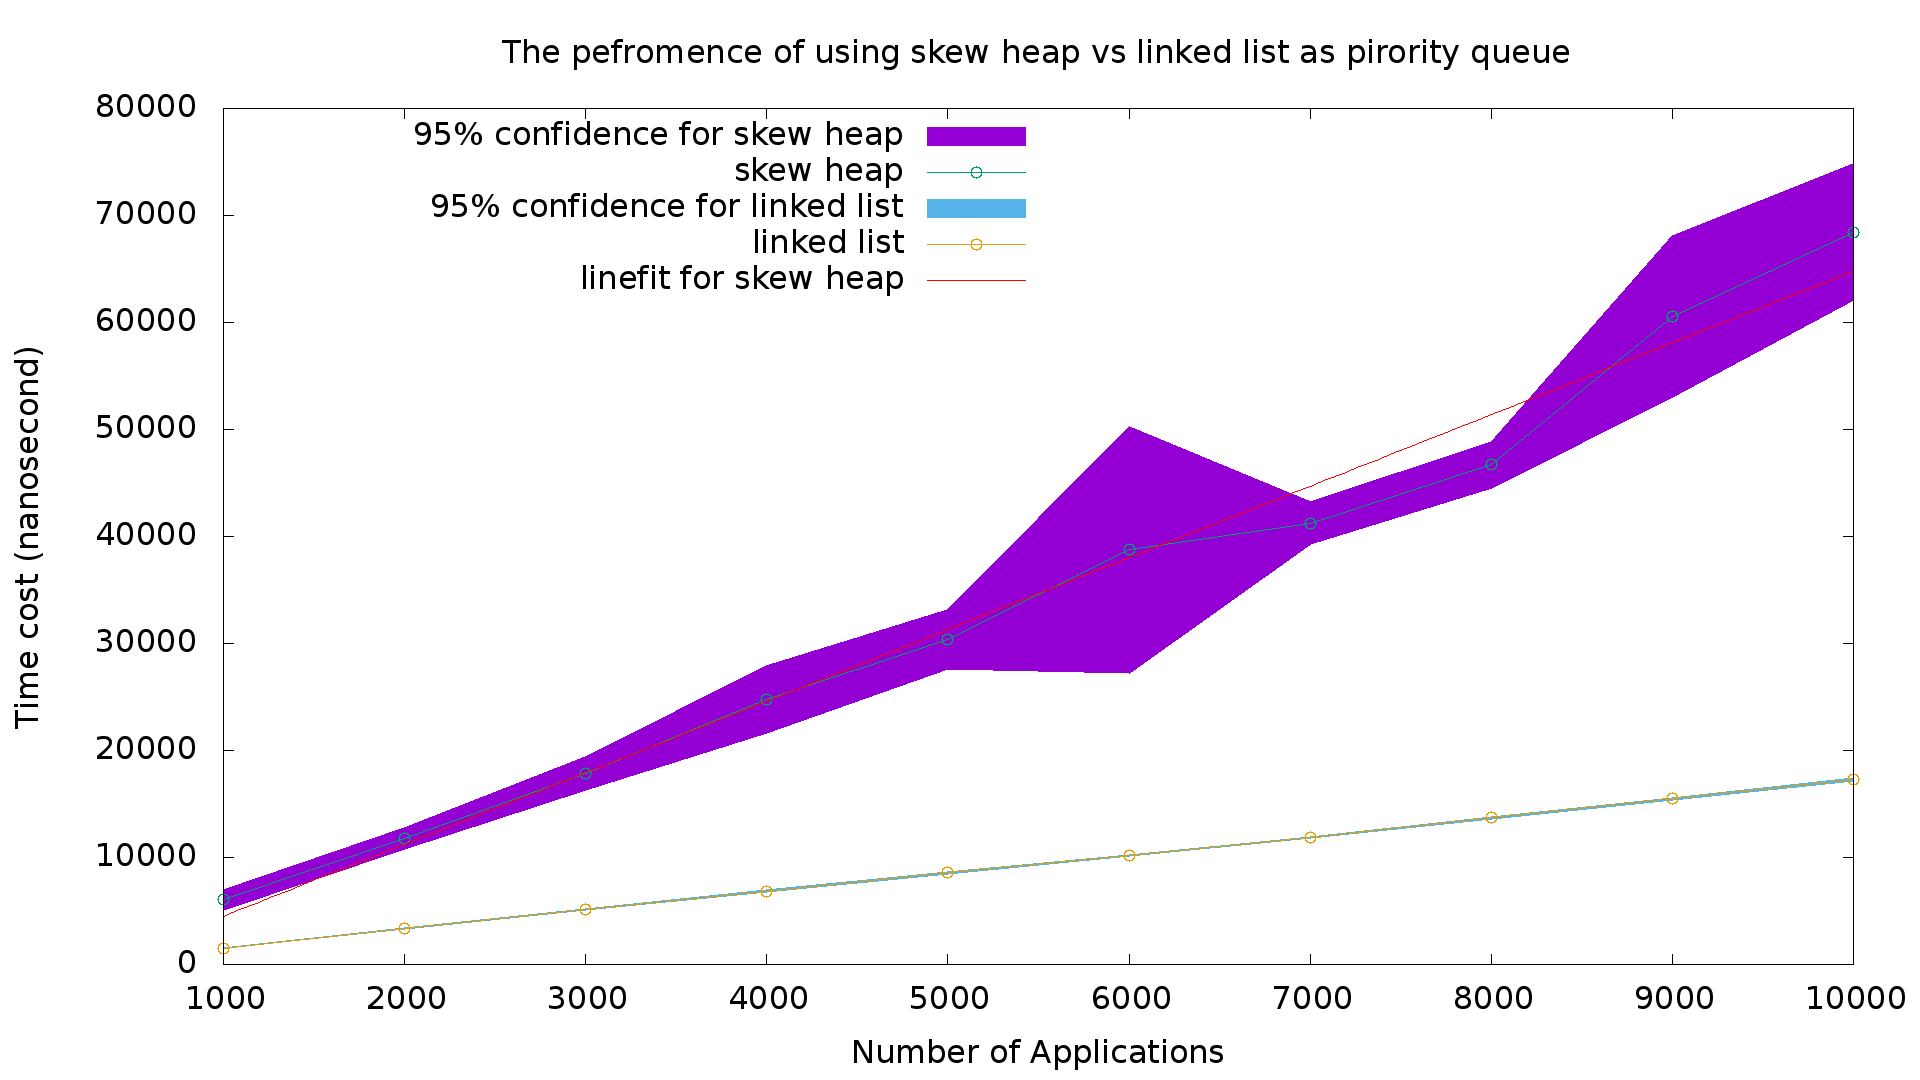 The pefromence of using skew heap vs linked list as pirority queue
80000
70000
60000
50000
40000
30000
20000
10000
0
Time cost (nanosecond)
95% confidence for skew heap
skew heap
95% confidence for linked list
linked list
linefit for skew heap
1000 2000 3000 4000 5000 6000 7000 8000 9000 10000
Number of Applications